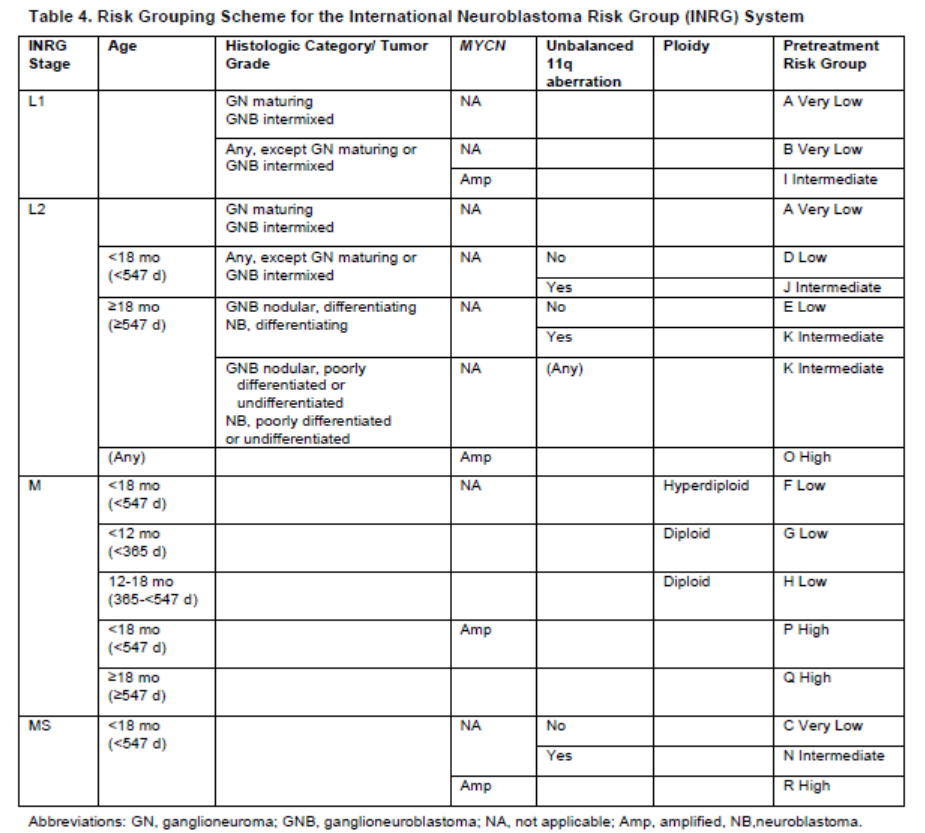 Table 4. Risk Grouping Scheme for the International Neuroblastoma Risk Group (INRG) System
INRG Stage | Age | Histologic Category/ Tumor Grade | MYCN | Unbalanced 11q aberration | Ploidy | Pretreatment Risk Group
L1 | | GN maturing GNB intermixed | NA | | | A Very Low
Any, except GN maturing or GNB intermixed | NA | | | B Very Low
Amp | | | I Intermediate
L2 | | GN maturing GNB intermixed | NA | | | A Very Low
<18 mo (<547 d) | Any, except GN maturing or GNB intermixed | NA | No | | D Low
Yes | | J Intermediate
≥18 mo (≥547 d) | GNB nodular, differentiating NB, differentiating | NA | No | | E Low
Yes | | K Intermediate
GNB nodular, poorly differentiated or undifferentiated NB, poorly differentiated or undifferentiated | NA | (Any) | | K Intermediate
(Any) | | Amp | | | O High
M | <18 mo (<547 d) | | NA | | Hyperdiploid | F Low
<12 mo (<365 d) | | | | Diploid | G Low
12-18 mo (365-<547 d) | | | | Diploid | H Low
<18 mo (<547 d) | | Amp | | | P High
≥18 mo (≥547 d) | | | | | Q High
MS | <18 mo (<547 d) | | NA | No | | C Very Low
Yes | | N Intermediate
Amp | | | R High
Abbreviations: GN, ganglioneuroma; GNB, ganglioneuroblastoma; NA, not applicable; Amp, amplified, NB,neuroblastoma.